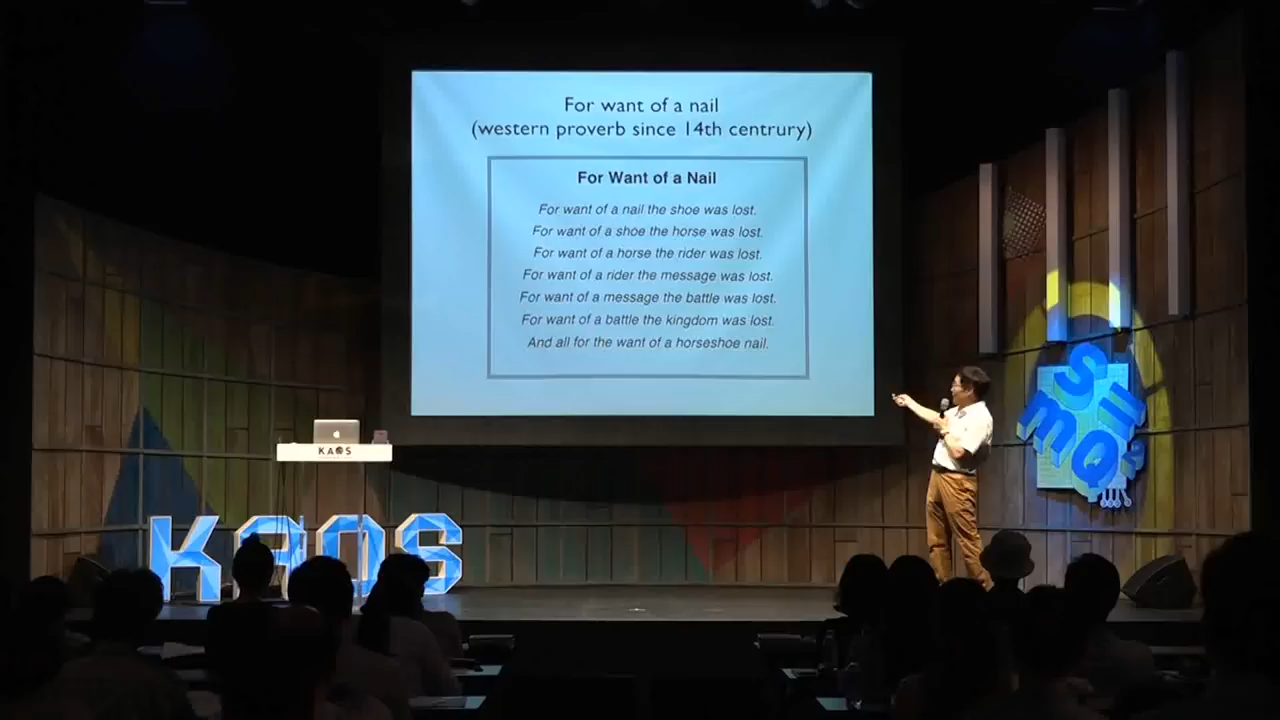 For want of a nail
(western proverb since 14th centrury)
For Want of a Nail
For want of a nail the shoe was lost.
For want of a shoe the horse was lost.
For want of a horse the rider was lost.
For want of a rider the message was lost.
For want of a message the battle was lost.
For want of a battle the kingdom was lost.
And all for the want of a horseshoe nail.
KAOS
KAOS